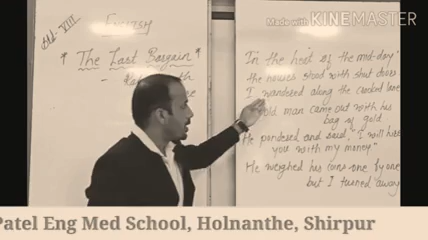 Made with KINEMASTER
Std - VIII
"The Last Bargain"
"In the heat of the mid-day"
the houses stood with shut doors
I wandered along the crooked lane
old man came out with his
bag of gold
He pondered and said, "I will hire
you with my money"
He weighed his coins one by one
but I turned away
Patel Eng Med School, Holnanthe, Shirpur